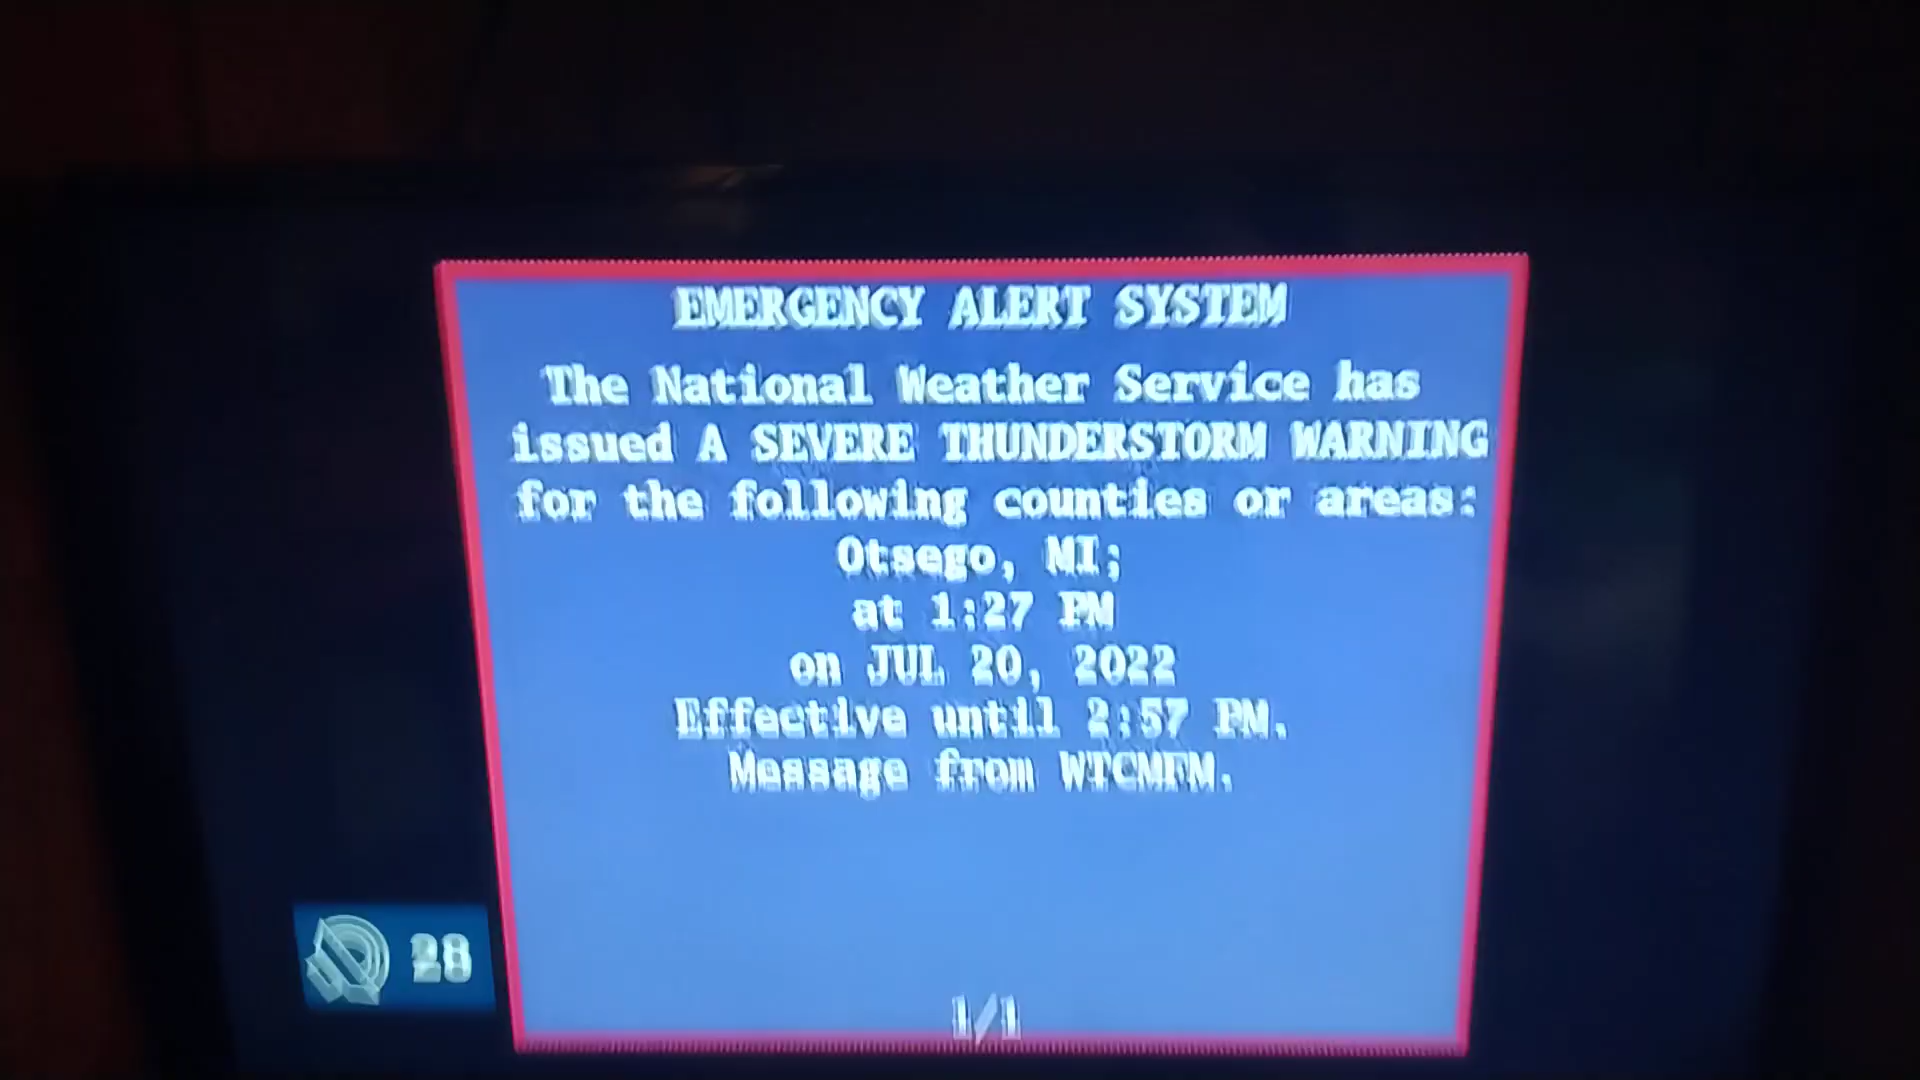 EMERGENCY ALERT SYSTEM
The National Weather Service has
issued A SEVERE THUNDERSTORM WARNING
for the following counties or areas:
Otsego, MI;
at 1:27 PM
on JUL 20, 2022
Effective until 2:57 PM.
Message from WTCMFM.
28
1/1